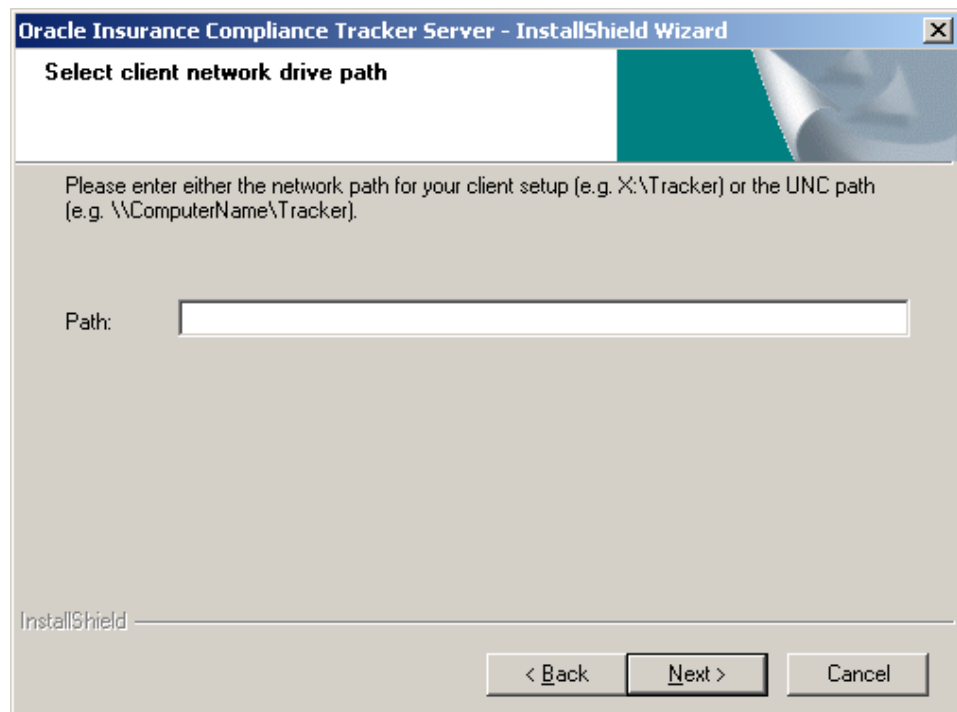 Oracle Insurance Compliance Tracker Server - InstallShield Wizard
Select client network drive path
Please enter either the network path for your client setup (e.g. X:\Tracker) or the UNC path
(e.g. \\ComputerName\Tracker).
Path:
InstallShield
< Back
Next >
Cancel